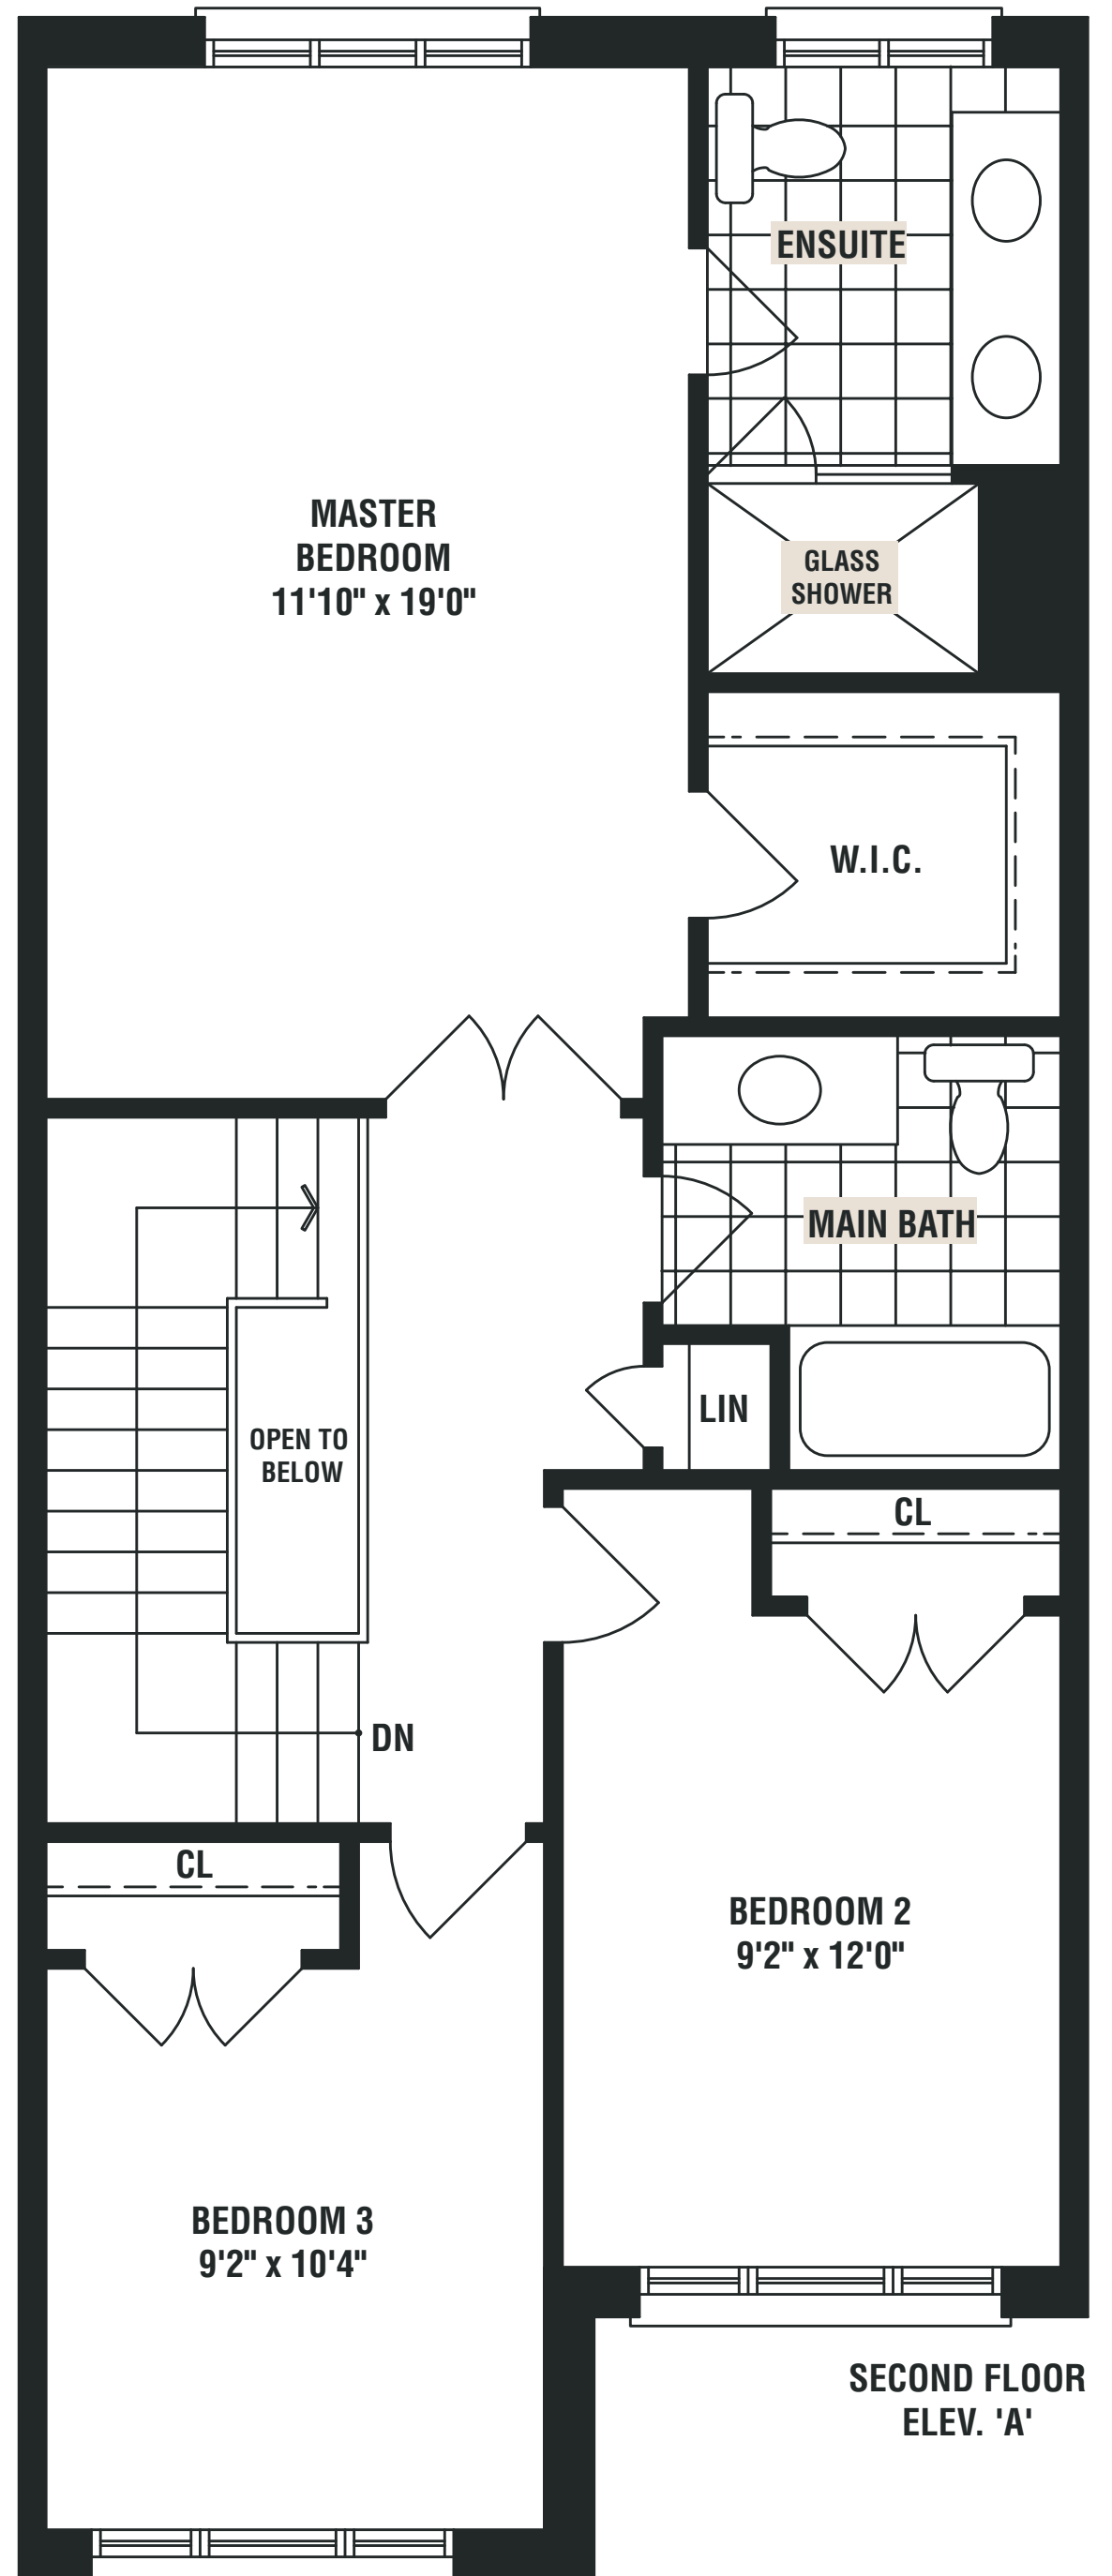 ENSUITE
MASTER
BEDROOM
11'10" x 19'0"
GLASS
SHOWER
W.I.C.
MAIN BATH
LIN
OPEN TO
BELOW
CL
DN
CL
BEDROOM 2
9'2" x 12'0"
BEDROOM 3
9'2" x 10'4"
SECOND FLOOR
ELEV. 'A'